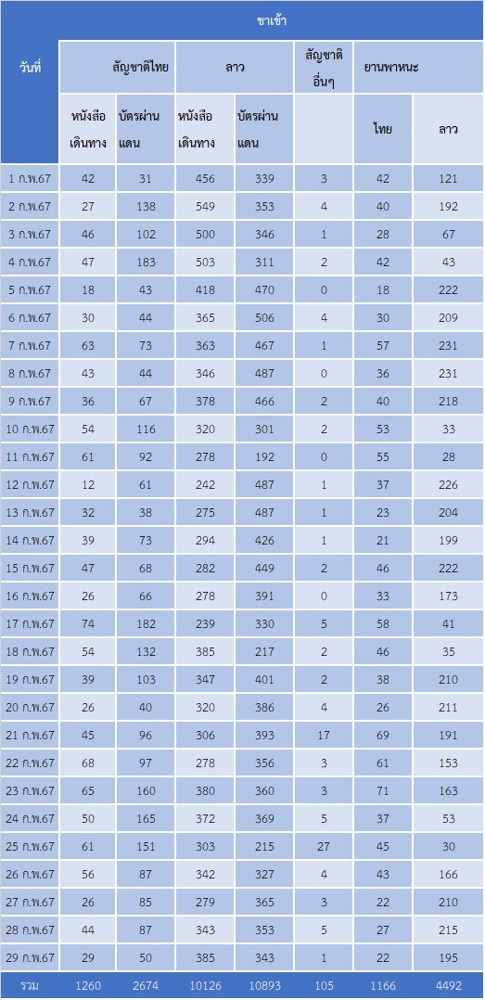 ขาเข้า
วันที่ สัญชาติไทย ลาว สัญชาติ อื่นๆ ยานพาหนะ
หนังสือ เดินทาง บัตรผ่าน แดน หนังสือ เดินทาง บัตรผ่าน แดน ไทย ลาว
1 ก.พ.67 42 31 456 339 3 42 121
2 ก.พ.67 27 138 549 353 4 40 192
3 ก.พ.67 46 102 500 346 1 28 67
4 ก.พ.67 47 183 503 311 2 42 43
5 ก.พ.67 18 43 418 470 0 18 222
6 ก.พ.67 30 44 365 506 4 30 209
7 ก.พ.67 63 73 363 467 1 57 231
8 ก.พ.67 43 44 346 487 0 36 231
9 ก.พ.67 36 67 378 466 2 40 218
10 ก.พ.67 54 116 320 301 2 53 33
11 ก.พ.67 61 92 278 192 0 55 28
12 ก.พ.67 12 61 242 487 1 37 226
13 ก.พ.67 32 38 275 487 1 23 204
14 ก.พ.67 39 73 294 426 1 21 199
15 ก.พ.67 47 68 282 449 2 46 222
16 ก.พ.67 26 66 278 391 0 33 173
17 ก.พ.67 74 182 239 330 5 58 41
18 ก.พ.67 54 132 385 217 2 46 35
19 ก.พ.67 39 103 347 401 2 38 210
20 ก.พ.67 26 40 320 386 4 26 211
21 ก.พ.67 45 96 306 393 17 69 191
22 ก.พ.67 68 97 278 356 3 61 153
23 ก.พ.67 65 160 380 360 3 71 163
24 ก.พ.67 50 165 372 369 5 37 53
25 ก.พ.67 61 151 303 215 27 45 30
26 ก.พ.67 56 87 342 327 4 43 166
27 ก.พ.67 26 85 279 365 3 22 210
28 ก.พ.67 44 87 343 353 5 27 215
29 ก.พ.67 29 50 385 343 1 22 195
รวม 1260 2674 10126 10893 105 1166 4492